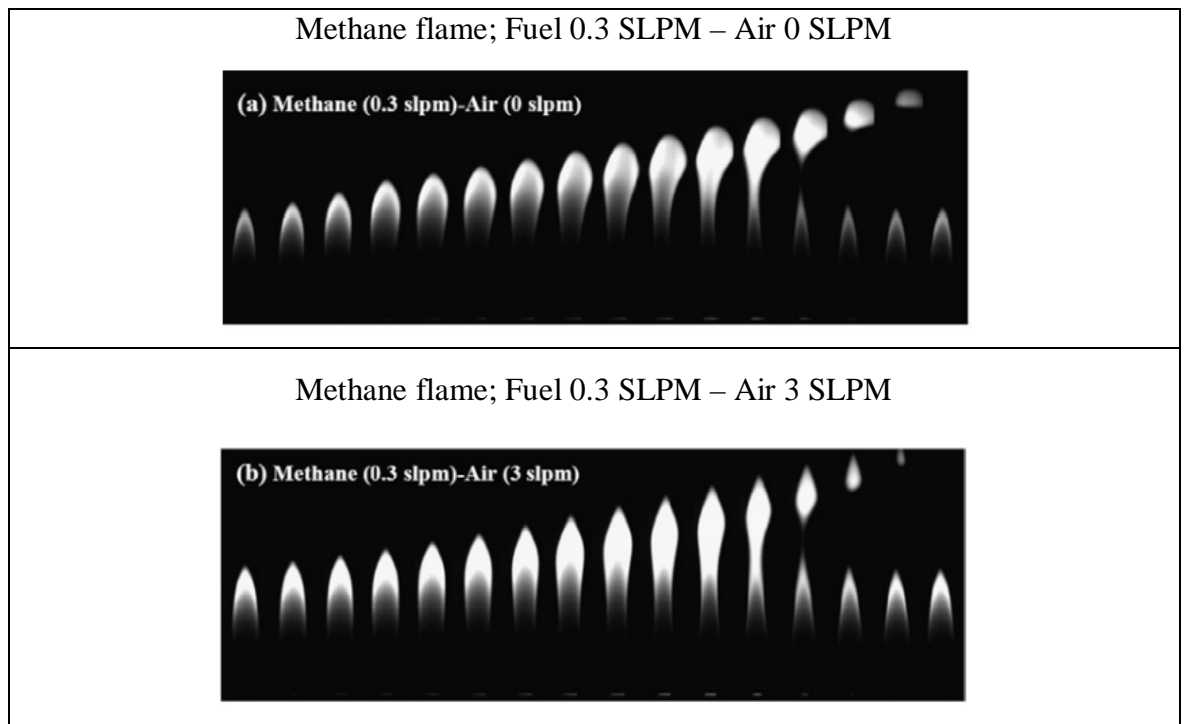 Methane flame; Fuel 0.3 SLPM – Air 0 SLPM
(a) Methane (0.3 slpm)-Air (0 slpm)
Methane flame; Fuel 0.3 SLPM – Air 3 SLPM
(b) Methane (0.3 slpm)-Air (3 slpm)